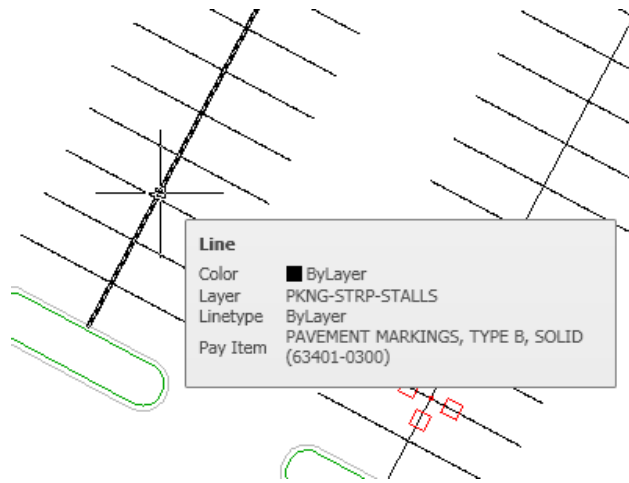 Line
Color ByLayer
Layer PKNG-STRP-STALLS
Linetype ByLayer
Pay Item PAVEMENT MARKINGS, TYPE B, SOLID
(63401-0300)